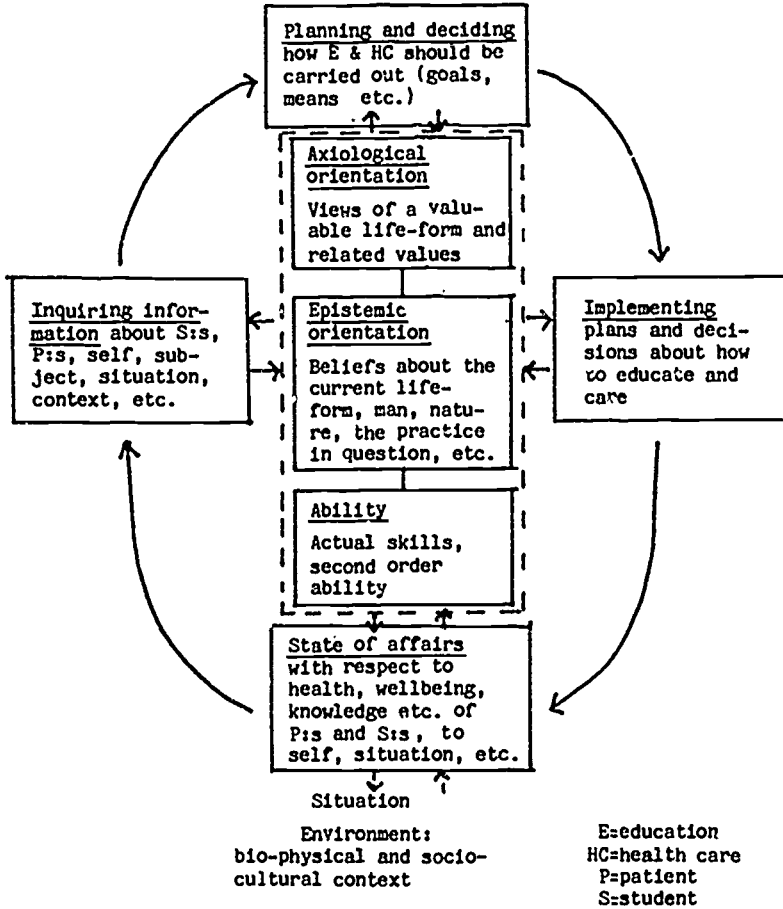 Planning and deciding
how E & HC should be
carried out (goals,
means etc.)
Axiological
orientation
Views of a valu-
able life-form and
related values
Inquiring infor-
mation about S:s,
P:s, self, sub-
ject, situation,
context, etc.
Epistemic
orientation
Beliefs about the
current life-
form, man, natu-
re, the practice
in question, etc.
Implementing
plans and deci-
sions about how
to educate and
care
Ability
Actual skills,
second order
ability
State of affairs
with respect to
health, wellbeing,
knowledge etc. of
P:s and S:s, to
self, situation, etc.
Situation
Environment:
bio-physical and socio-
cultural context
E=education
HC=health care
P=patient
S=student